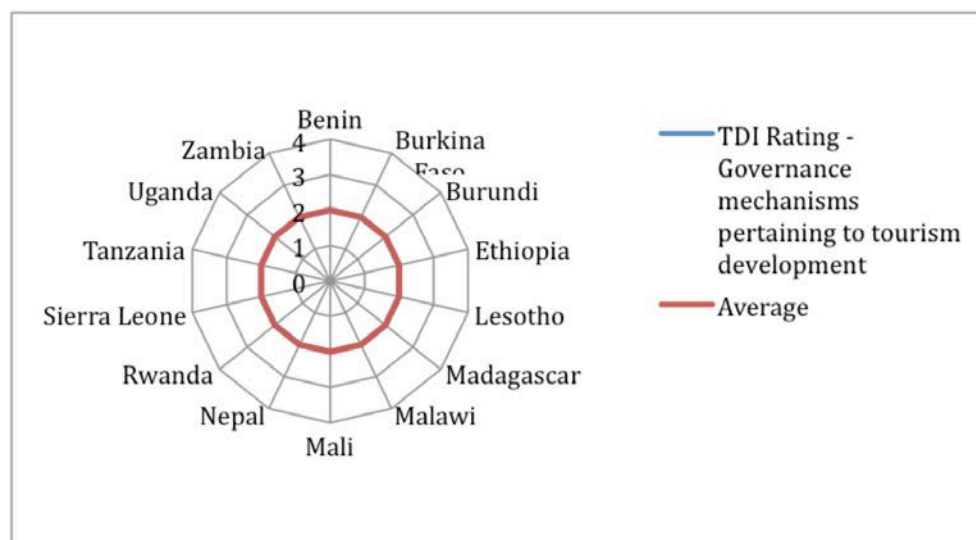 Benin
Burkina
Faso
Zambia
4
3
2
1
0
Uganda
Burundi
Tanzania
Ethiopia
Sierra Leone
Lesotho
Rwanda
Madagascar
Nepal
Malawi
Mali
TDI Rating -
Governance
mechanisms
pertaining to tourism
development
Average